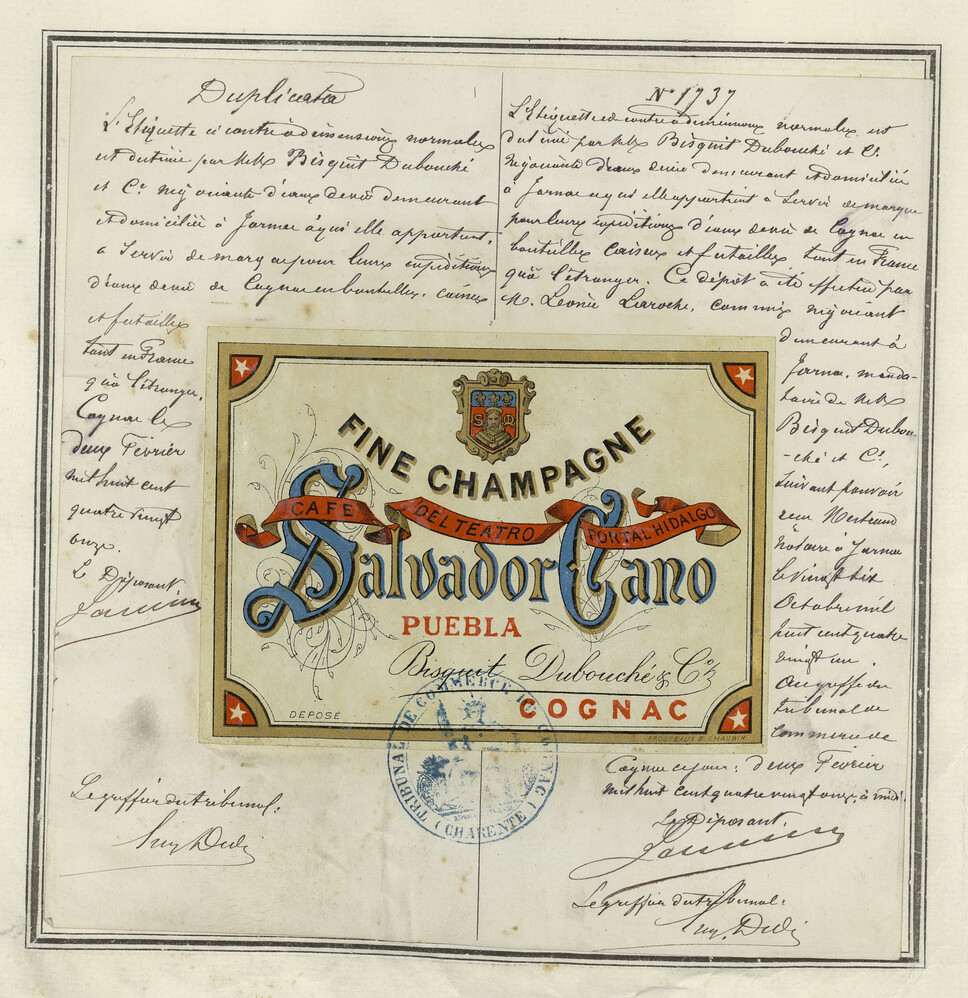 Duplicata
L'Etiquette ci contre a dimensions normales
est destinée par MM Bisquit Dubouché
et Cie négociants d'eaux de vie demeurant
et domiciliés à Jarnac à qui elle appartient,
à servir de marque pour leurs expéditions
d'eaux de vie de Cognac en bouteilles, caisses
et futailles
tant en France
qu'à l'étranger.
Cognac le
deux Février
mil huit cent
quatre vingt
onze.
Le Déposant
Le greffier du tribunal.
N° 1737
L'Etiquette ci contre a dimensions normales est
destinée par MM Bisquit Dubouché et Cie
négociants d'eaux de vie demeurant et domiciliés
à Jarnac à qui elle appartient à servir de marque
pour leurs expéditions d'eaux de vie de Cognac en
bouteilles caisses et futailles tant en France
qu'à l'étranger. Ce dépôt a été effectué par
M. Leonce Laroche, commis négociant
demeurant à
Jarnac, manda-
taire de MM
Bisquit Dubou-
-ché et Cie,
suivant pouvoir
reçu
notaire à Jarnac
le vingt six
Octobre mil
huit cent quatre
vingt un.
Au greffe du
tribunal de
commerce de
Cognac ce jour: deux Février
mil huit cent quatre vingt onze, à midi.
Le Déposant.
Le greffier du tribunal.
S M
FINE CHAMPAGNE
CAFE DEL TEATRO PORTAL HIDALGO
Salvador Cano
PUEBLA
Bisquit Dubouché & Co.
COGNAC
DEPOSÉ
TRIBUNAL DE COMMERCE DE COGNAC
(CHARENTE)